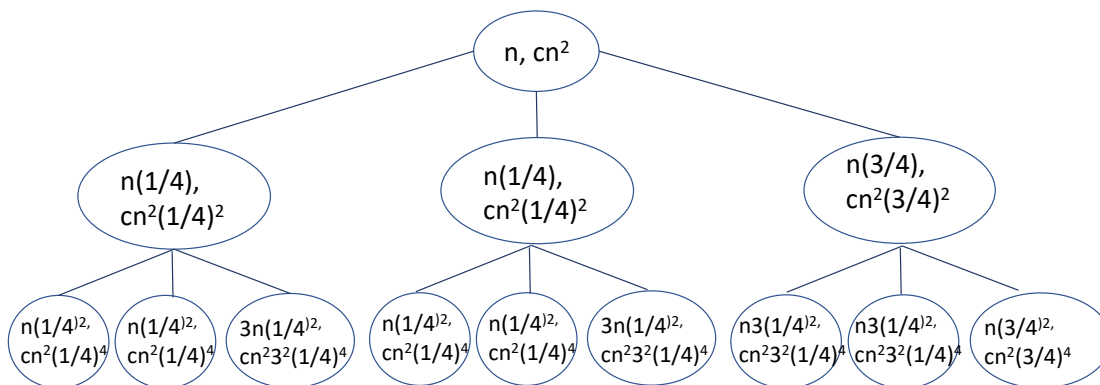 n, cn²
n(1/4),
cn²(1/4)²
n(1/4),
cn²(1/4)²
n(3/4),
cn²(3/4)²
n(1/4)²,
cn²(1/4)⁴
n(1/4)²,
cn²(1/4)⁴
3n(1/4)²,
cn²3²(1/4)⁴
n(1/4)²,
cn²(1/4)⁴
n(1/4)²,
cn²(1/4)⁴
3n(1/4)²,
cn²3²(1/4)⁴
n3(1/4)²,
cn²3²(1/4)⁴
n3(1/4)²,
cn²3²(1/4)⁴
n(3/4)²,
cn²(3/4)⁴